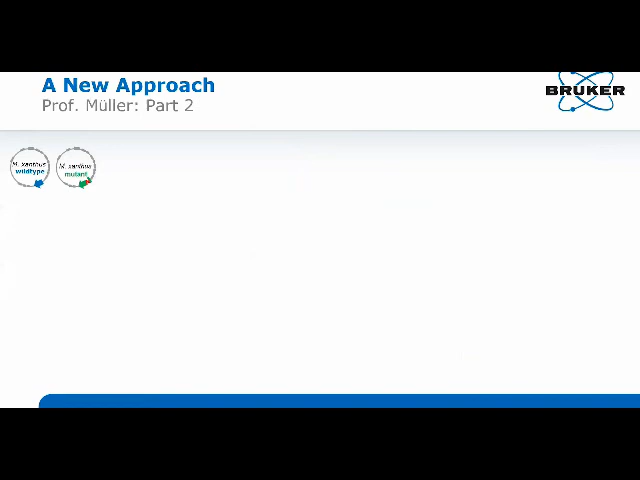 A New Approach
Prof. Müller: Part 2
BRUKER
M. xanthus
wildtype
M. xanthus
mutant